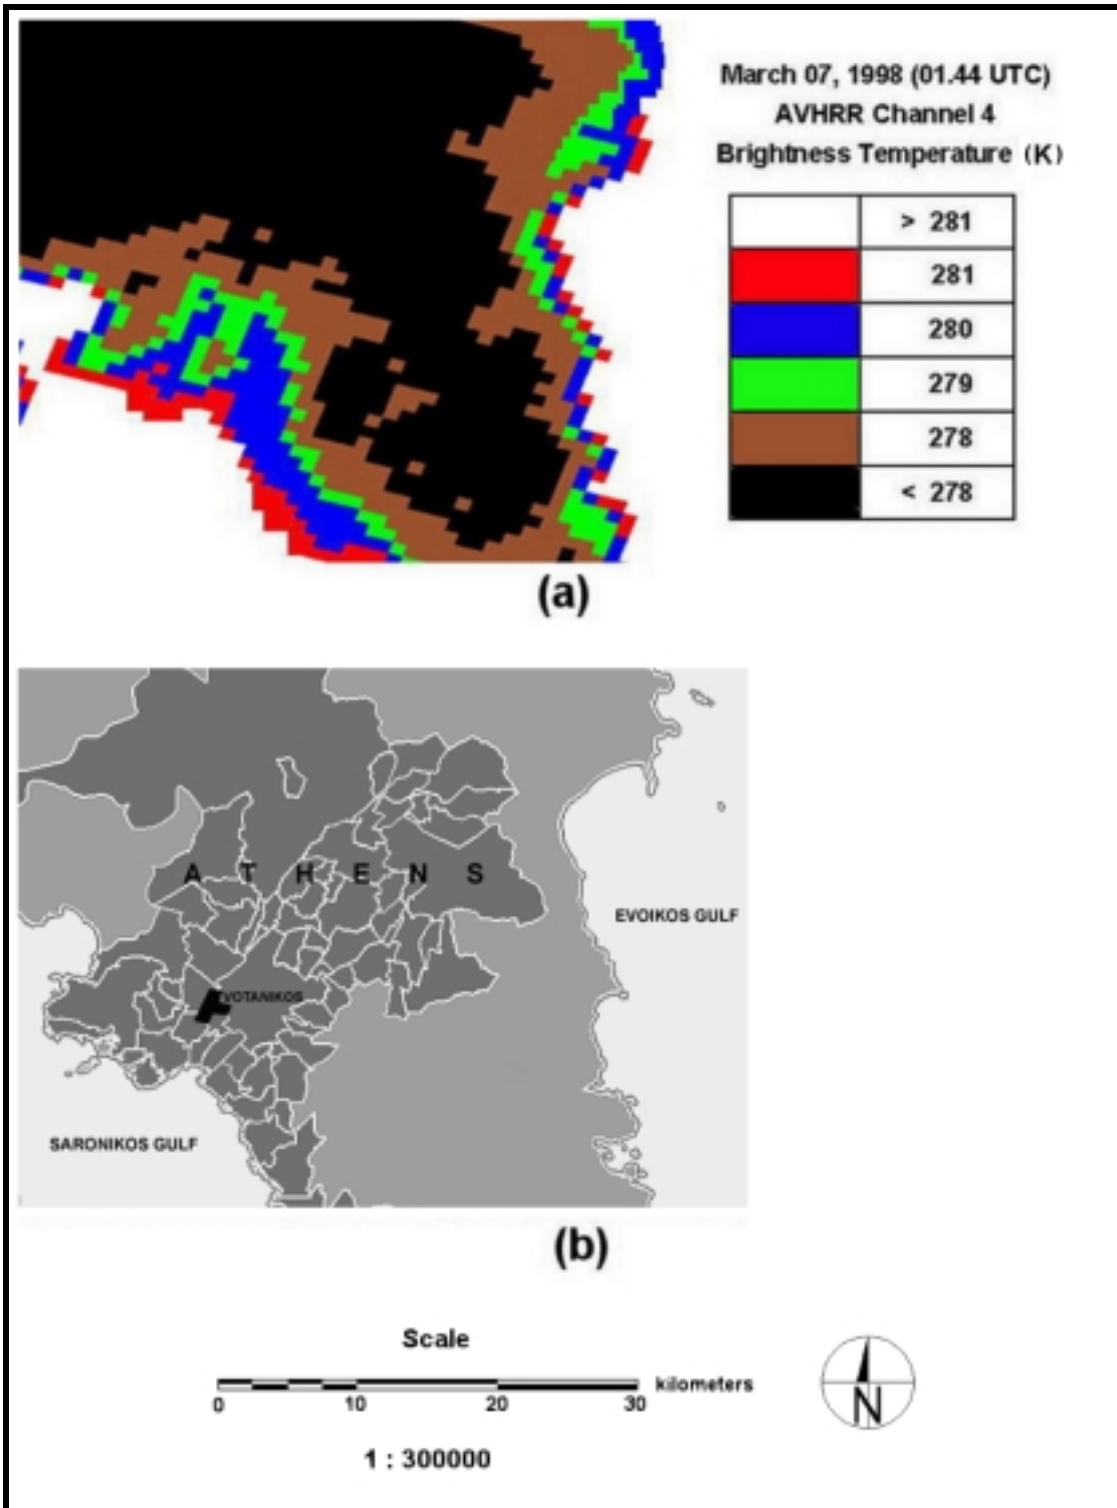 March 07, 1998 (01.44 UTC)
AVHRR Channel 4
Brightness Temperature (K)
> 281
281
280
279
278
< 278
(a)
A T H E N S
EVOIKOS GULF
VOTANIKOS
SARONIKOS GULF
(b)
Scale
0 10 20 30 kilometers
1 : 300000
N